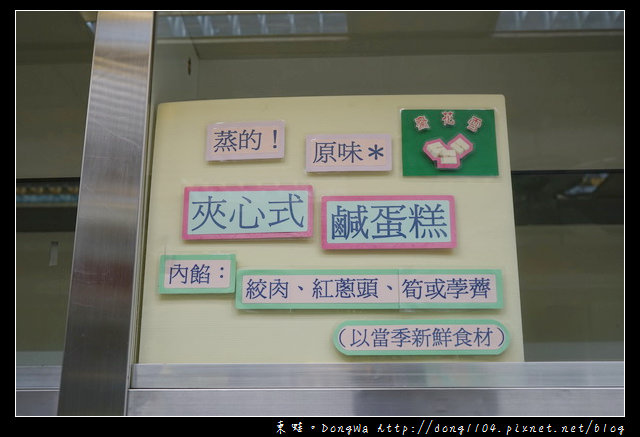 蒸的！ 原味＊
夾心式 鹹蛋糕
內餡：
絞肉、紅蔥頭、筍或荸薺
（以當季新鮮食材）
東蛙。DongWa http://dong1104.pixnet.net/blog